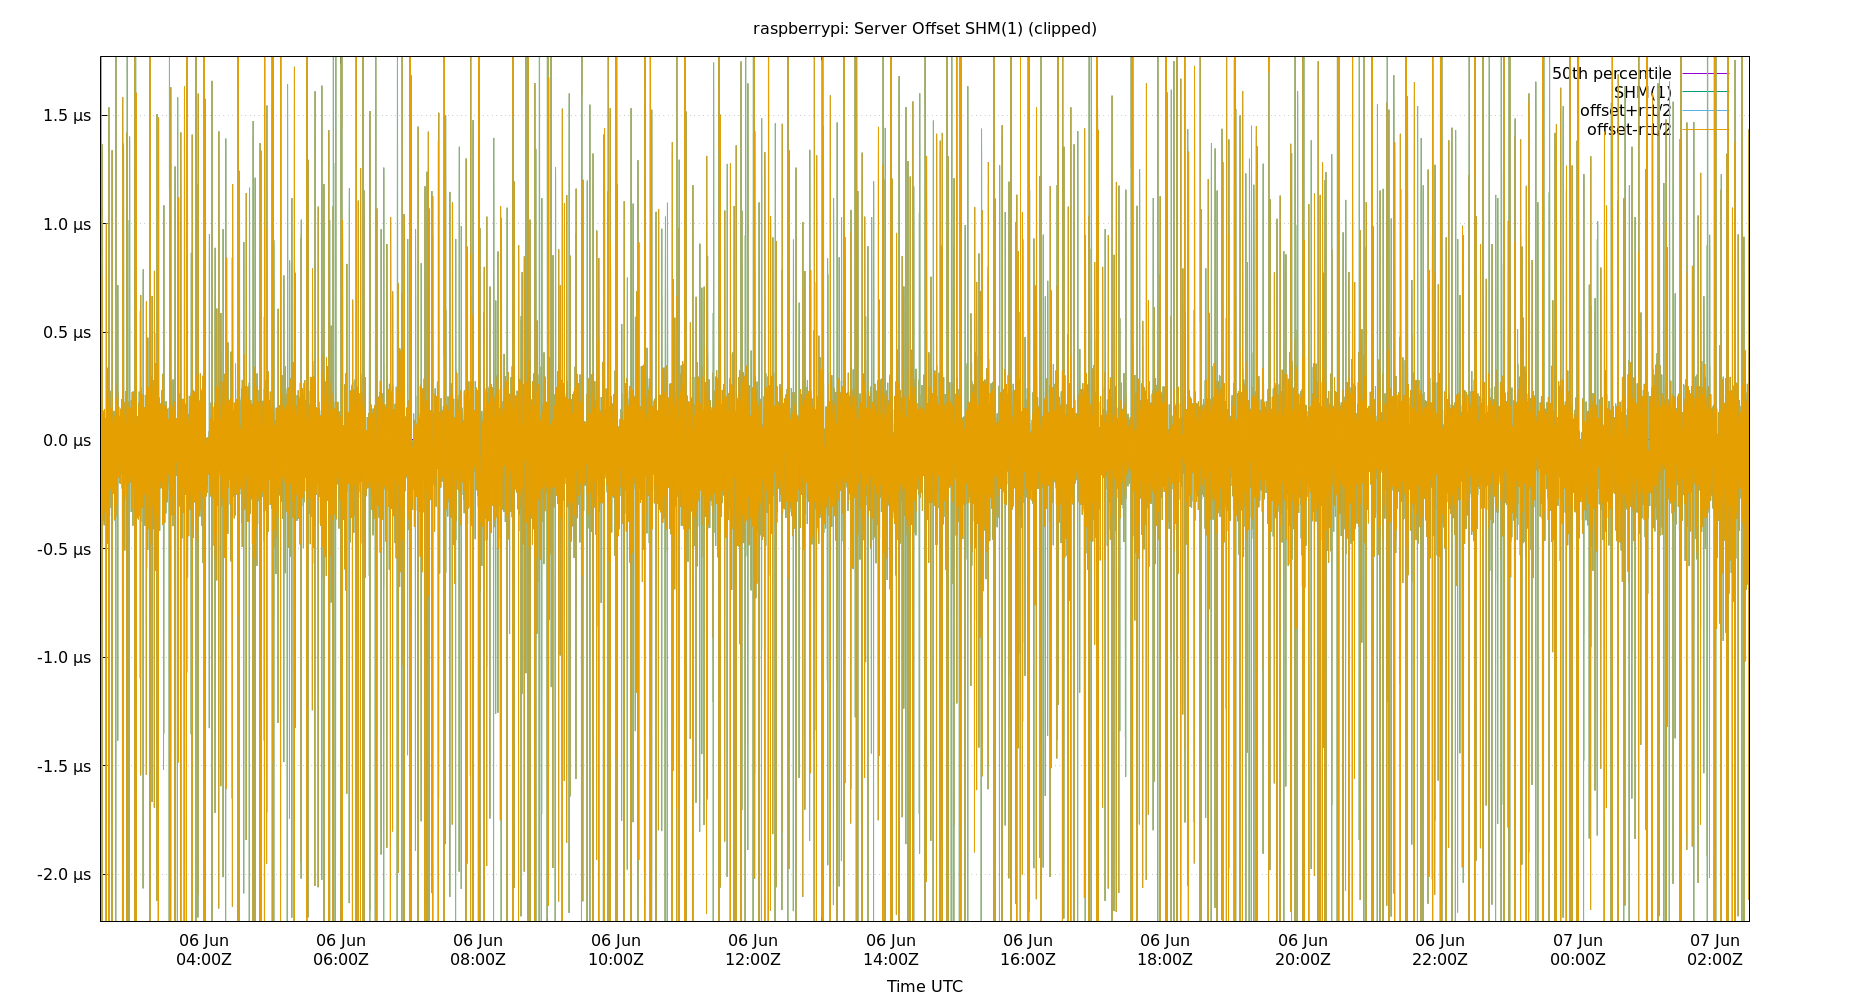 raspberrypi: Server Offset SHM(1) (clipped)
50th percentile
SHM(1)
offset+rtt/2
offset-rtt/2
1.5 µs
1.0 µs
0.5 µs
0.0 µs
-0.5 µs
-1.0 µs
-1.5 µs
-2.0 µs
06 Jun 06 Jun 06 Jun 06 Jun 06 Jun 06 Jun 06 Jun 06 Jun 06 Jun 06 Jun 07 Jun 07 Jun
04:00Z 06:00Z 08:00Z 10:00Z 12:00Z 14:00Z 16:00Z 18:00Z 20:00Z 22:00Z 00:00Z 02:00Z
Time UTC